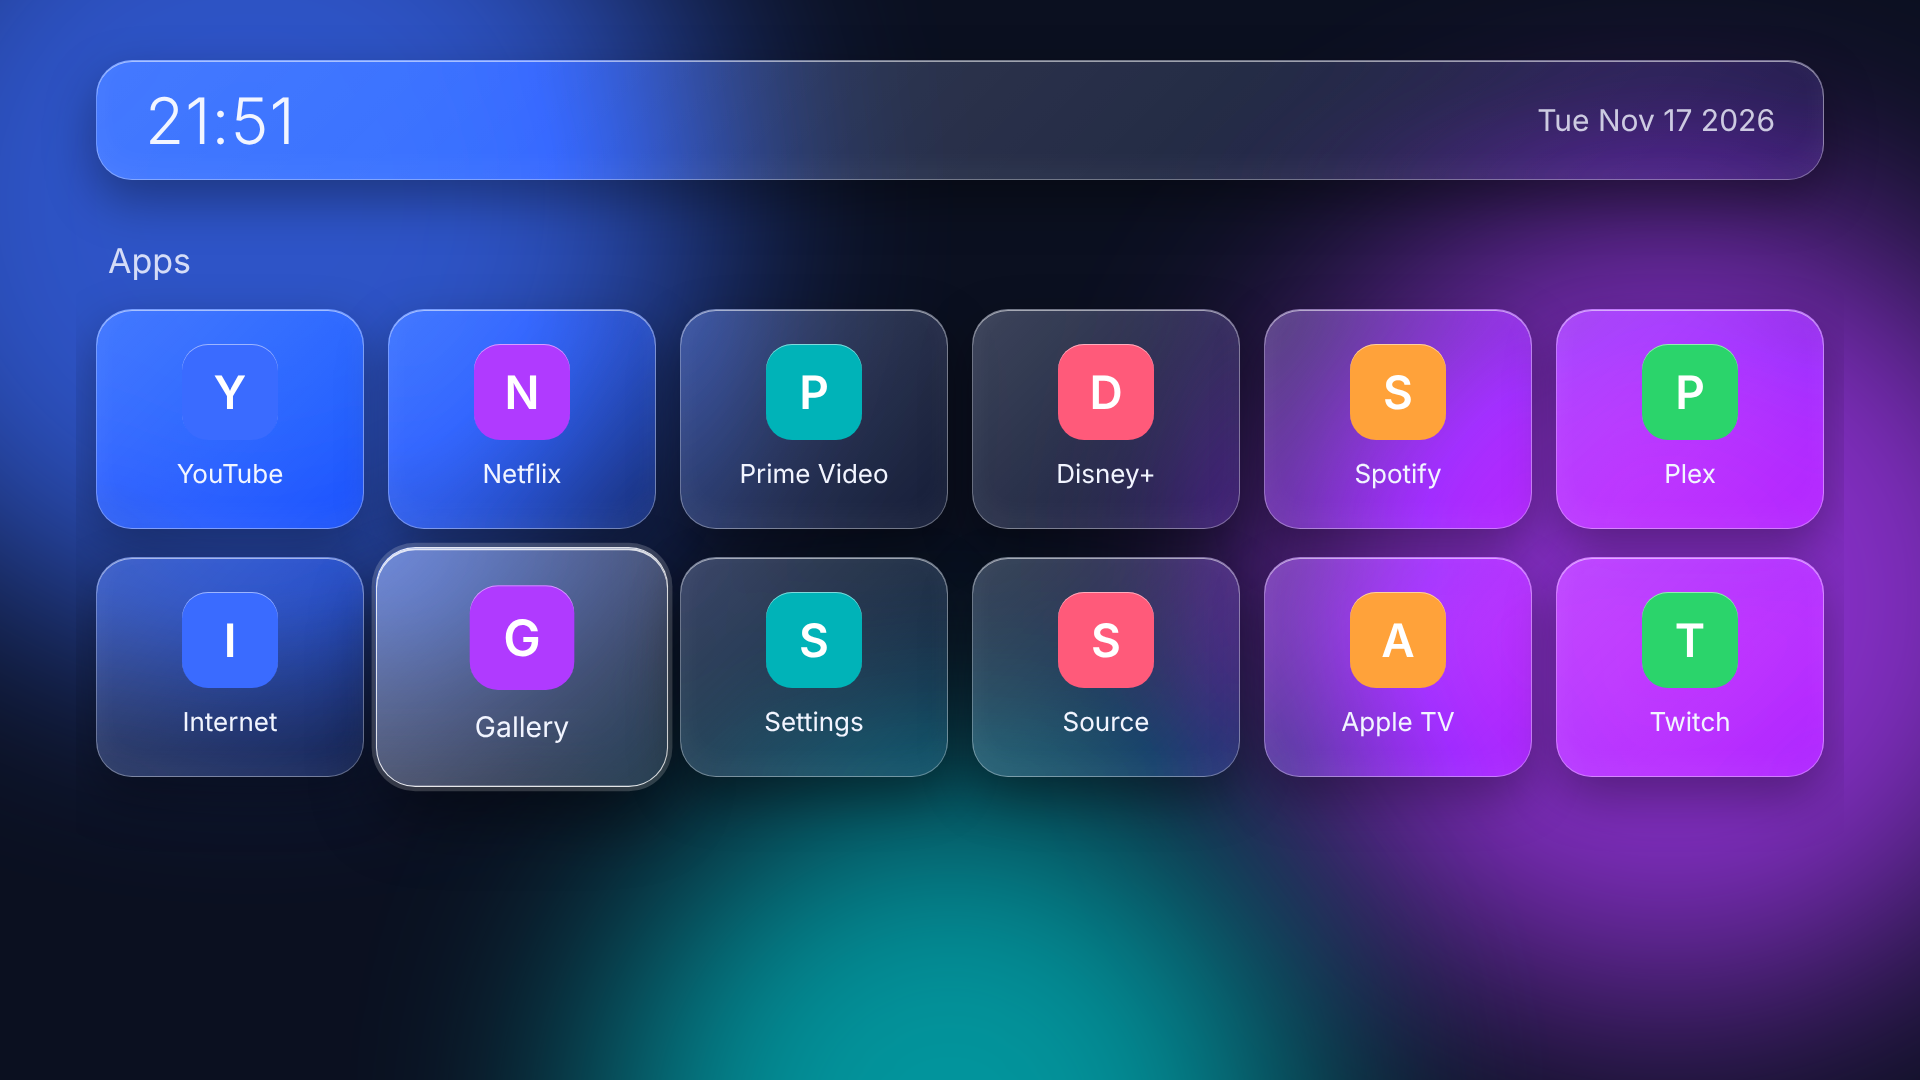 21:51
Tue Nov 17 2026
Apps
Y
N
P
D
S
P
YouTube
Netflix
Prime Video
Disney+
Spotify
Plex
I
G
S
S
A
T
Internet
Gallery
Settings
Source
Apple TV
Twitch